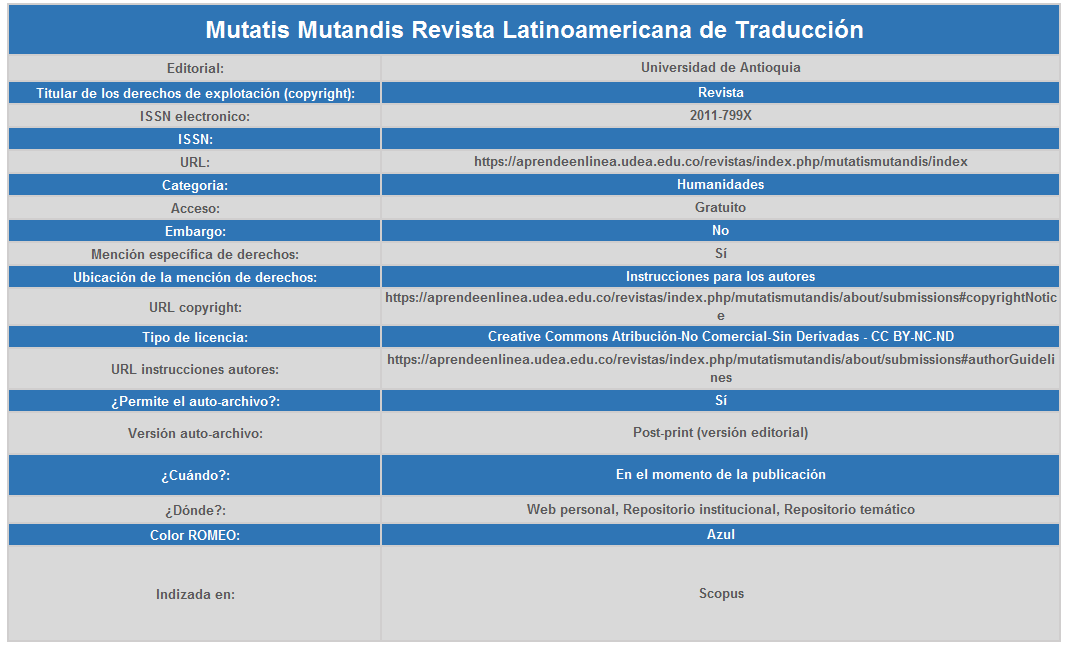 Mutatis Mutandis Revista Latinoamericana de Traducción
Editorial: Universidad de Antioquia
Titular de los derechos de explotación (copyright): Revista
ISSN electronico: 2011-799X
ISSN:
URL: https://aprendeenlinea.udea.edu.co/revistas/index.php/mutatismutandis/index
Categoria: Humanidades
Acceso: Gratuito
Embargo: No
Mención específica de derechos: Sí
Ubicación de la mención de derechos: Instrucciones para los autores
URL copyright: https://aprendeenlinea.udea.edu.co/revistas/index.php/mutatismutandis/about/submissions#copyrightNotic
e
Tipo de licencia: Creative Commons Atribución-No Comercial-Sin Derivadas - CC BY-NC-ND
URL instrucciones autores: https://aprendeenlinea.udea.edu.co/revistas/index.php/mutatismutandis/about/submissions#authorGuideli
nes
¿Permite el auto-archivo?: Sí
Versión auto-archivo: Post-print (versión editorial)
¿Cuándo?: En el momento de la publicación
¿Dónde?: Web personal, Repositorio institucional, Repositorio temático
Color ROMEO: Azul
Indizada en: Scopus